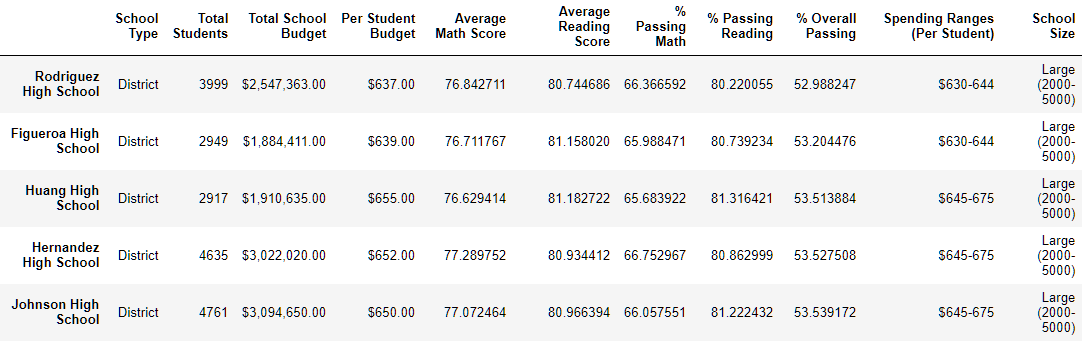 School Type Total Students Total School Budget Per Student Budget Average Math Score Average Reading Score % Passing Math % Passing Reading % Overall Passing Spending Ranges (Per Student) School Size
Rodriguez High School District 3999 $2,547,363.00 $637.00 76.842711 80.744686 66.366592 80.220055 52.988247 $630-644 Large (2000-5000)
Figueroa High School District 2949 $1,884,411.00 $639.00 76.711767 81.158020 65.988471 80.739234 53.204476 $630-644 Large (2000-5000)
Huang High School District 2917 $1,910,635.00 $655.00 76.629414 81.182722 65.683922 81.316421 53.513884 $645-675 Large (2000-5000)
Hernandez High School District 4635 $3,022,020.00 $652.00 77.289752 80.934412 66.752967 80.862999 53.527508 $645-675 Large (2000-5000)
Johnson High School District 4761 $3,094,650.00 $650.00 77.072464 80.966394 66.057551 81.222432 53.539172 $645-675 Large (2000-5000)